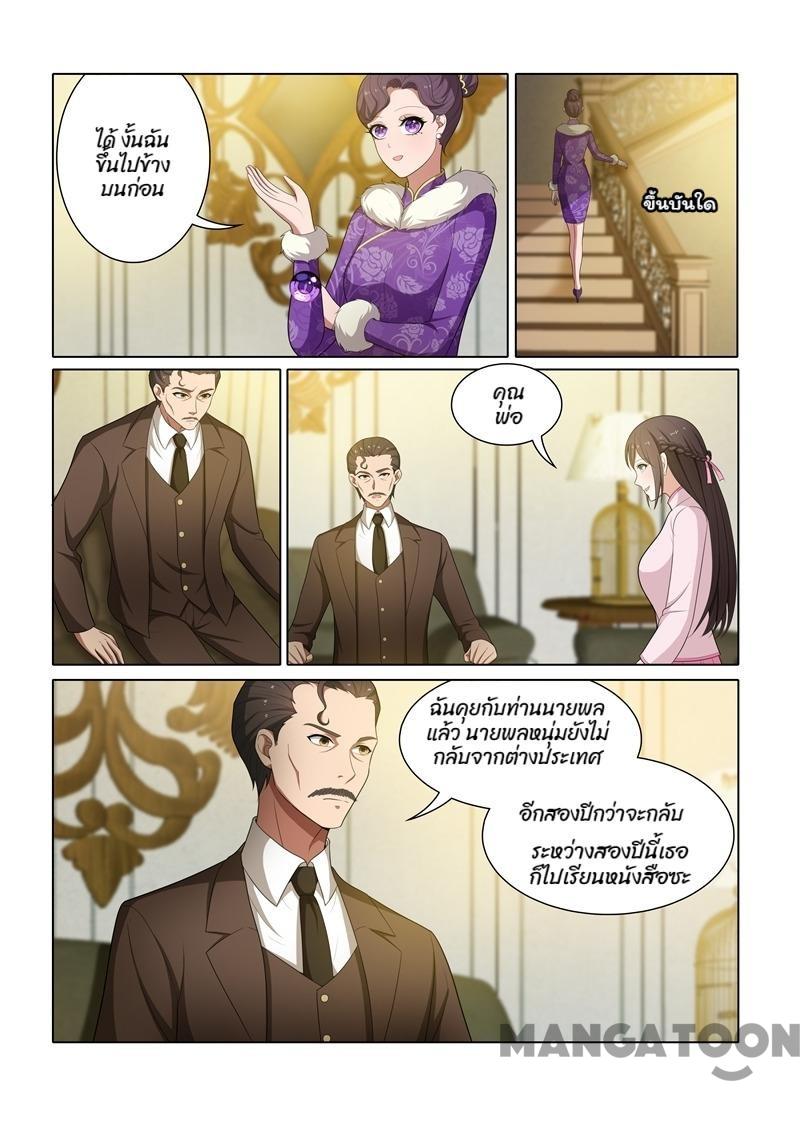 ได้ งั้นฉัน
ขึ้นไปข้าง
บนก่อน
ขึ้นบันใด
คุณ
พ่อ
ฉันคุยกับท่านนายพล
แล้ว นายพลหนุ่มยังไม่
กลับจากต่างประเทศ
อีกสองปีกว่าจะกลับ
ระหว่างสองปีนี้เธอ
ก็ไปเรียนหนังสือซะ
MANGATOON